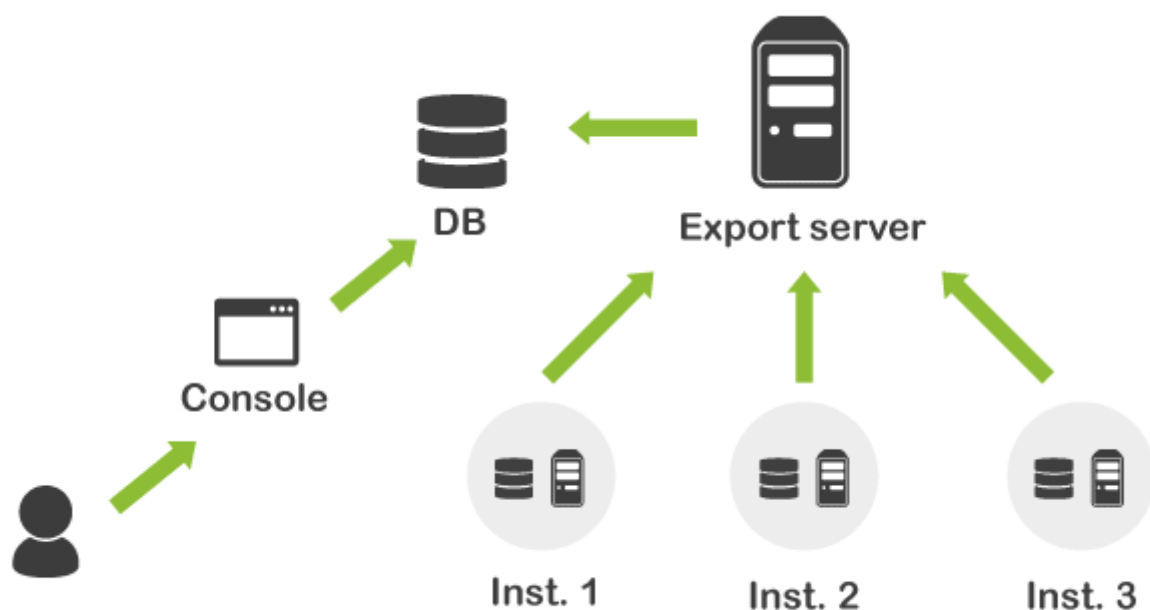 DB
Export server
Console
Inst. 1
Inst. 2
Inst. 3